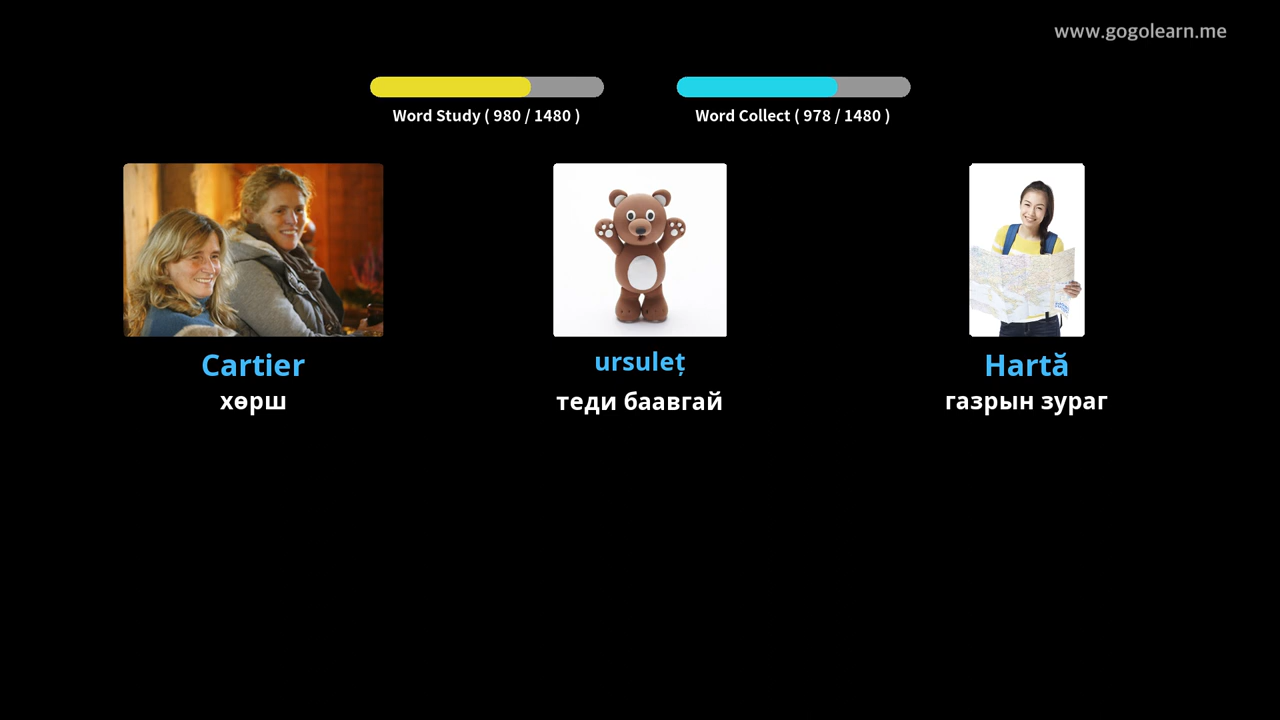 www.gogolearn.me
Word Study ( 980 / 1480 )
Word Collect ( 978 / 1480 )
Cartier
хөрш
ursuleț
теди баавгай
Hartă
газрын зураг